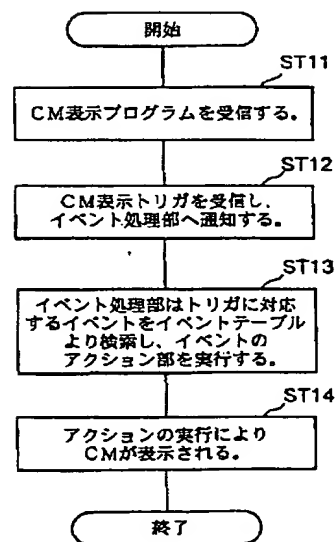 開始
ST11
CM表示プログラムを受信する。
ST12
CM表示トリガを受信し、
イベント処理部へ通知する。
ST13
イベント処理部はトリガに対応
するイベントをイベントテーブル
より検索し、イベントの
アクション部を実行する。
ST14
アクションの実行により
CMが表示される。
終了